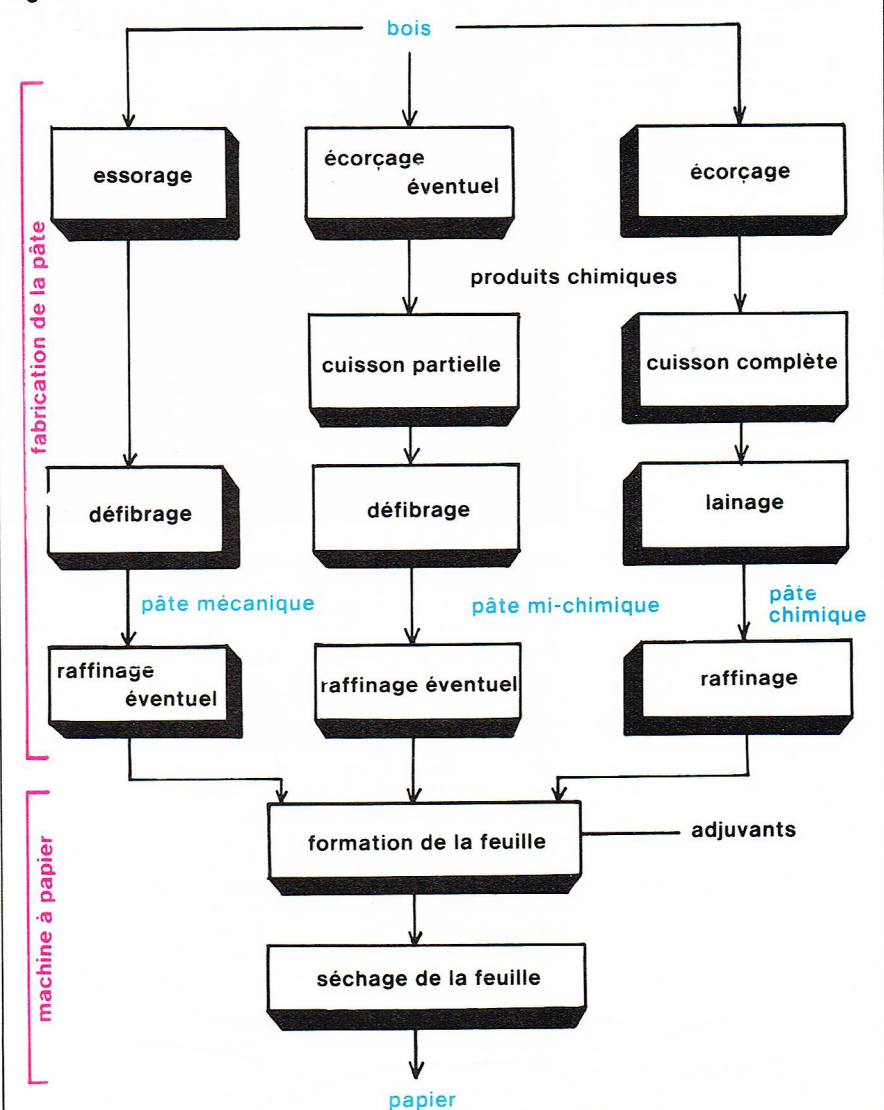 bois
essorage
écorçage
éventuel
écorçage
produits chimiques
cuisson partielle
cuisson complète
défibrage
défibrage
lainage
pâte mécanique
pâte mi-chimique
pâte
chimique
raffinage
éventuel
raffinage éventuel
raffinage
fabrication de la pâte
formation de la feuille
adjuvants
séchage de la feuille
machine à papier
papier